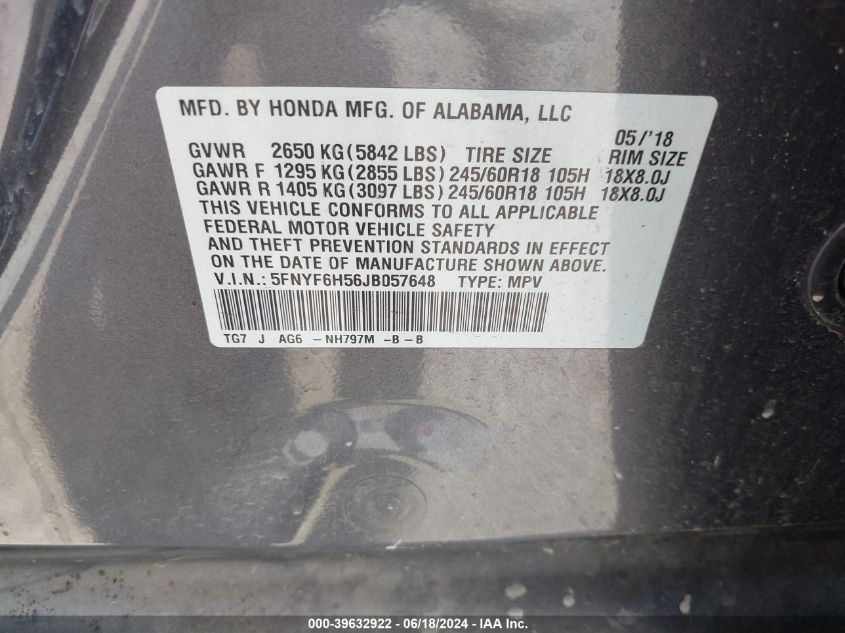 MFD. BY HONDA MFG. OF ALABAMA, LLC
05/'18
GVWR 2650 KG(5842 LBS) TIRE SIZE RIM SIZE
GAWR F 1295 KG(2855 LBS)245/60R18 105H 18X8.0J
GAWR R 1405 KG(3097 LBS)245/60R18 105H 18X8.0J
THIS VEHICLE CONFORMS TO ALL APPLICABLE
FEDERAL MOTOR VEHICLE SAFETY
AND THEFT PREVENTION STANDARDS IN EFFECT
ON THE DATE OF MANUFACTURE SHOWN ABOVE.
V.I.N.: 5FNYF6H56JB057648 TYPE: MPV
TG7 J AG6 -NH797M -B-B
000-39632922 - 06/18/2024 - IAA Inc.